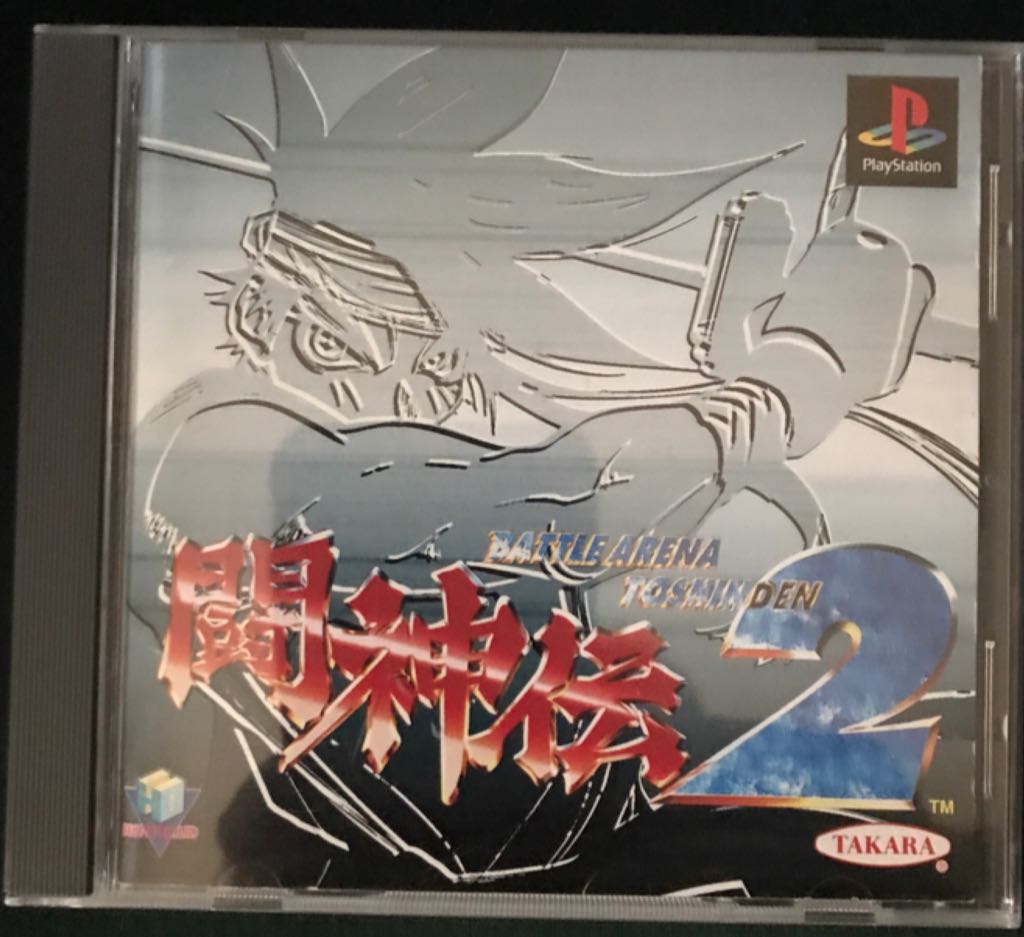 PlayStation
BATTLE ARENA
TOSHINDEN
闘神伝
2
TM
TAKARA
®